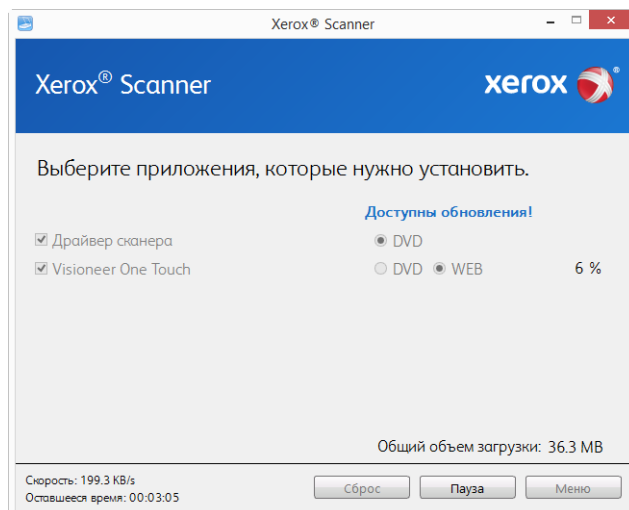 Xerox® Scanner
Xerox® Scanner
xerox®
Выберите приложения, которые нужно установить.
Доступны обновления!
Драйвер сканера DVD
Visioneer One Touch DVD WEB 6 %
Общий объем загрузки: 36.3 MB
Скорость: 199.3 KB/s
Оставшееся время: 00:03:05
Сброс Пауза Меню